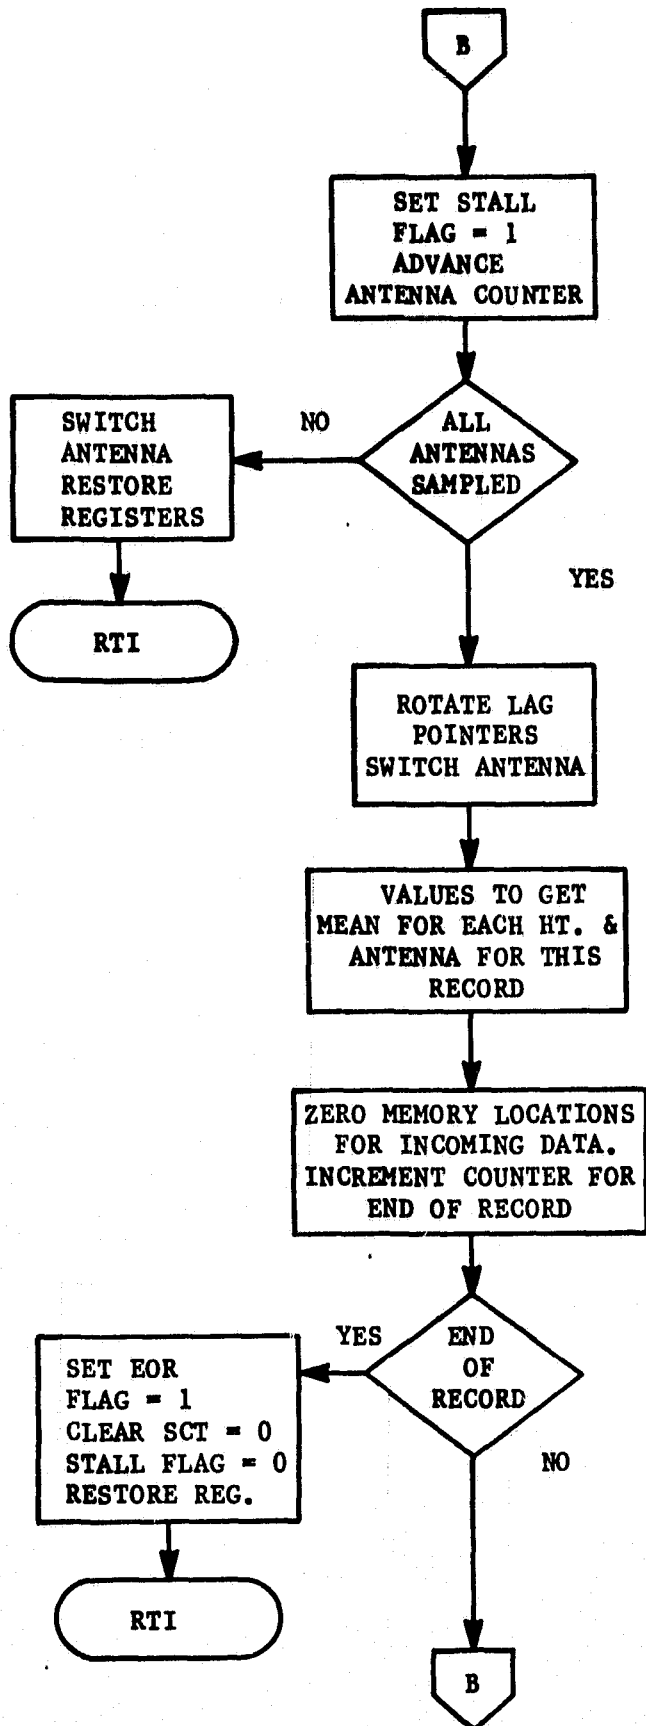 B
SET STALL
FLAG = 1
ADVANCE
ANTENNA COUNTER
ALL
ANTENNAS
SAMPLED
NO
SWITCH
ANTENNA
RESTORE
REGISTERS
RTI
YES
ROTATE LAG
POINTERS
SWITCH ANTENNA
VALUES TO GET
MEAN FOR EACH HT. &
ANTENNA FOR THIS
RECORD
ZERO MEMORY LOCATIONS
FOR INCOMING DATA.
INCREMENT COUNTER FOR
END OF RECORD
END
OF
RECORD
YES
SET EOR
FLAG = 1
CLEAR SCT = 0
STALL FLAG = 0
RESTORE REG.
RTI
NO
B